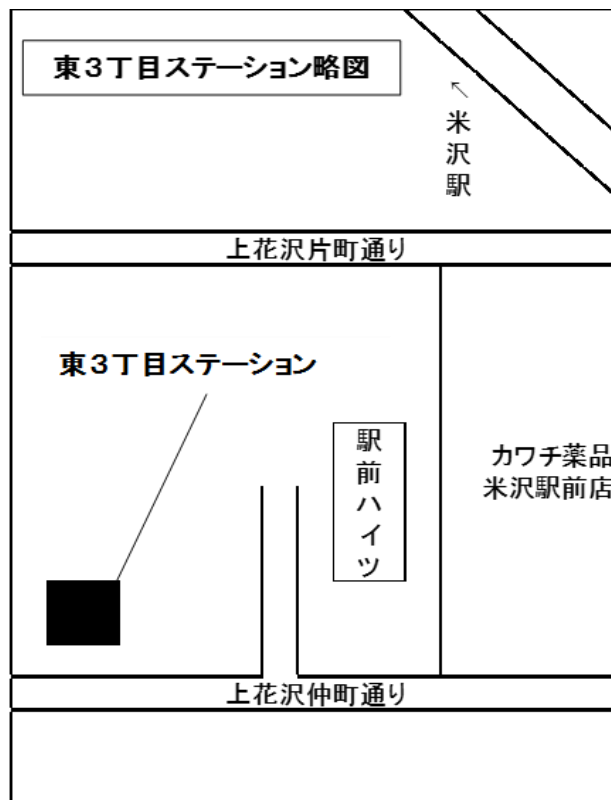 東3丁目ステーション略図
↖
米沢駅
上花沢片町通り
東3丁目ステーション
駅前ハイツ
カワチ薬品
米沢駅前店
上花沢仲町通り